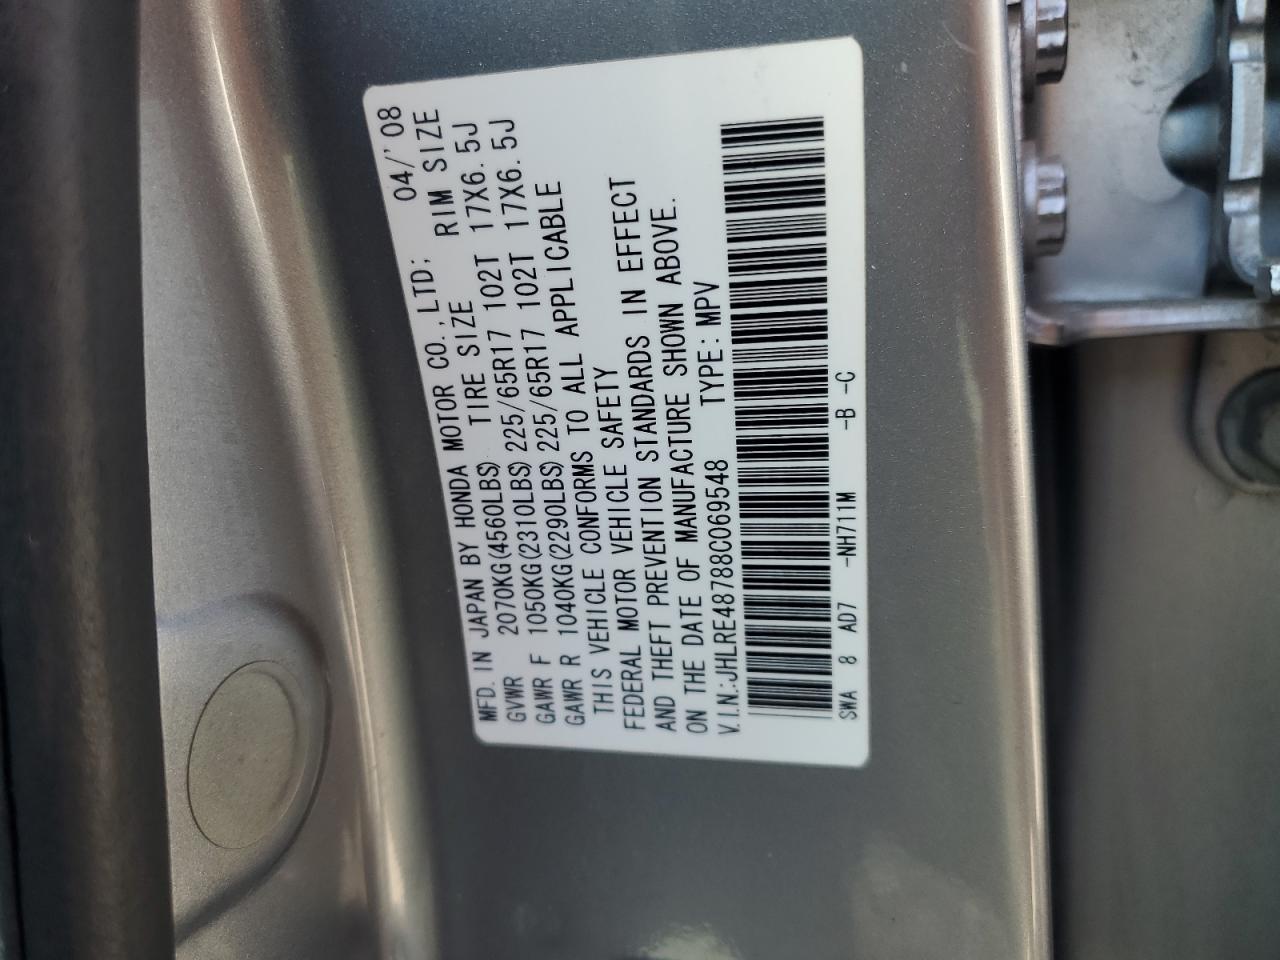 MFD. IN JAPAN BY HONDA MOTOR CO.,LTD; 04/'08
GVWR 2070KG(4560LBS) TIRE SIZE RIM SIZE
GAWR F 1050KG(2310LBS) 225/65R17 102T 17X6.5J
GAWR R 1040KG(2290LBS) 225/65R17 102T 17X6.5J
THIS VEHICLE CONFORMS TO ALL APPLICABLE
FEDERAL MOTOR VEHICLE SAFETY
AND THEFT PREVENTION STANDARDS IN EFFECT
ON THE DATE OF MANUFACTURE SHOWN ABOVE.
V.I.N.:JHLRE48788C069548 TYPE:MPV
SWA 8 AD7 -NH711M -B -C